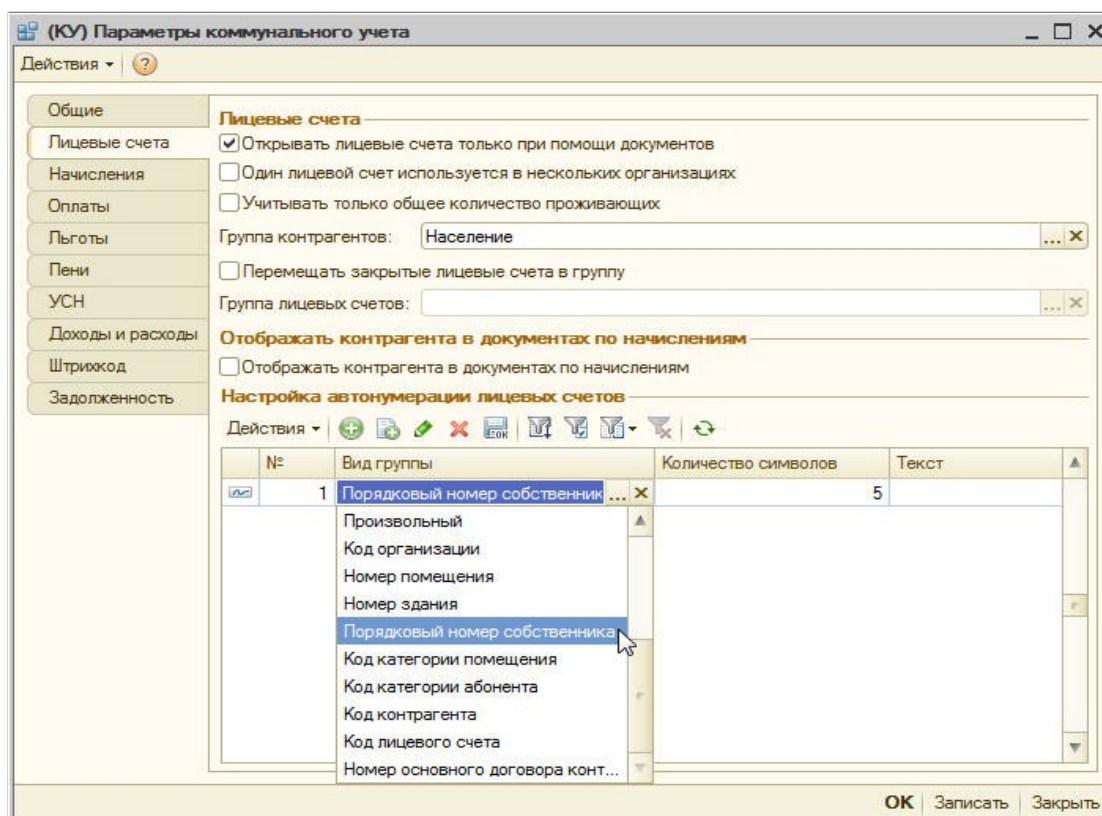 (КУ) Параметры коммунального учета
Действия
Общие
Лицевые счета
Начисления
Оплаты
Льготы
Пени
УСН
Доходы и расходы
Штрихкод
Задолженность
Лицевые счета
Открывать лицевые счета только при помощи документов
Один лицевой счет используется в нескольких организациях
Учитывать только общее количество проживающих
Группа контрагентов: Население ...
Перемещать закрытые лицевые счета в группу
Группа лицевых счетов: ...
Отображать контрагента в документах по начислениям
Отображать контрагента в документах по начислениям
Настройка автонумерации лицевых счетов
Действия
№ Вид группы Количество символов Текст
1 Порядковый номер собственник ... 5
Произвольный
Код организации
Номер помещения
Номер здания
Порядковый номер собственника
Код категории помещения
Код категории абонента
Код контрагента
Код лицевого счета
Номер основного договора конт...
OK Записать Закрыть